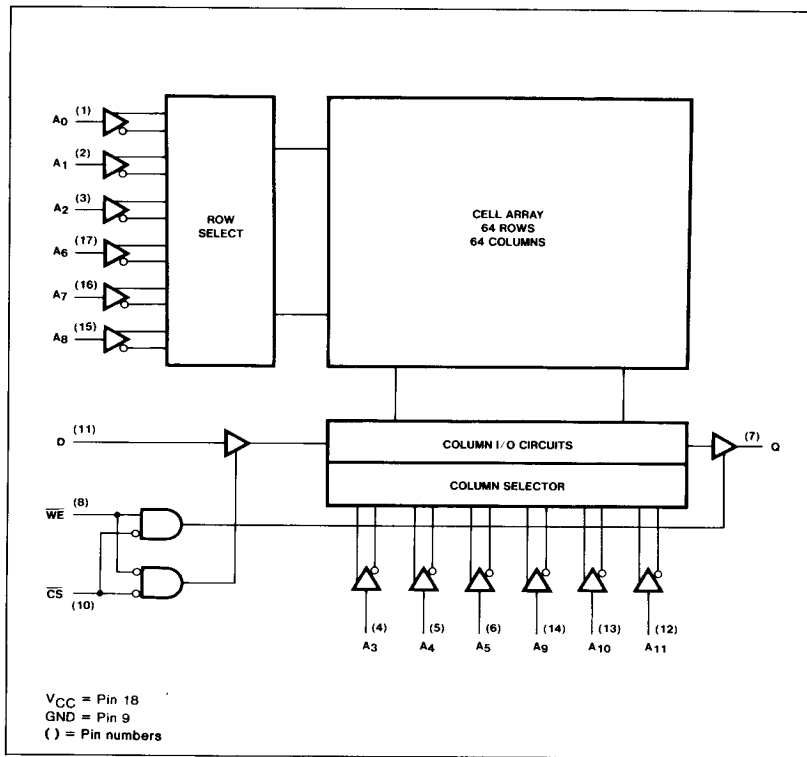 A0 (1)
A1 (2)
A2 (3)
A6 (17)
A7 (16)
A8 (15)
ROW
SELECT
CELL ARRAY
64 ROWS
64 COLUMNS
D (11)
COLUMN I/O CIRCUITS
(7) Q
COLUMN SELECTOR
WE (8)
CS (10)
(4) (5) (6) (14) (13) (12)
A3 A4 A5 A9 A10 A11
VCC = Pin 18
GND = Pin 9
( ) = Pin numbers